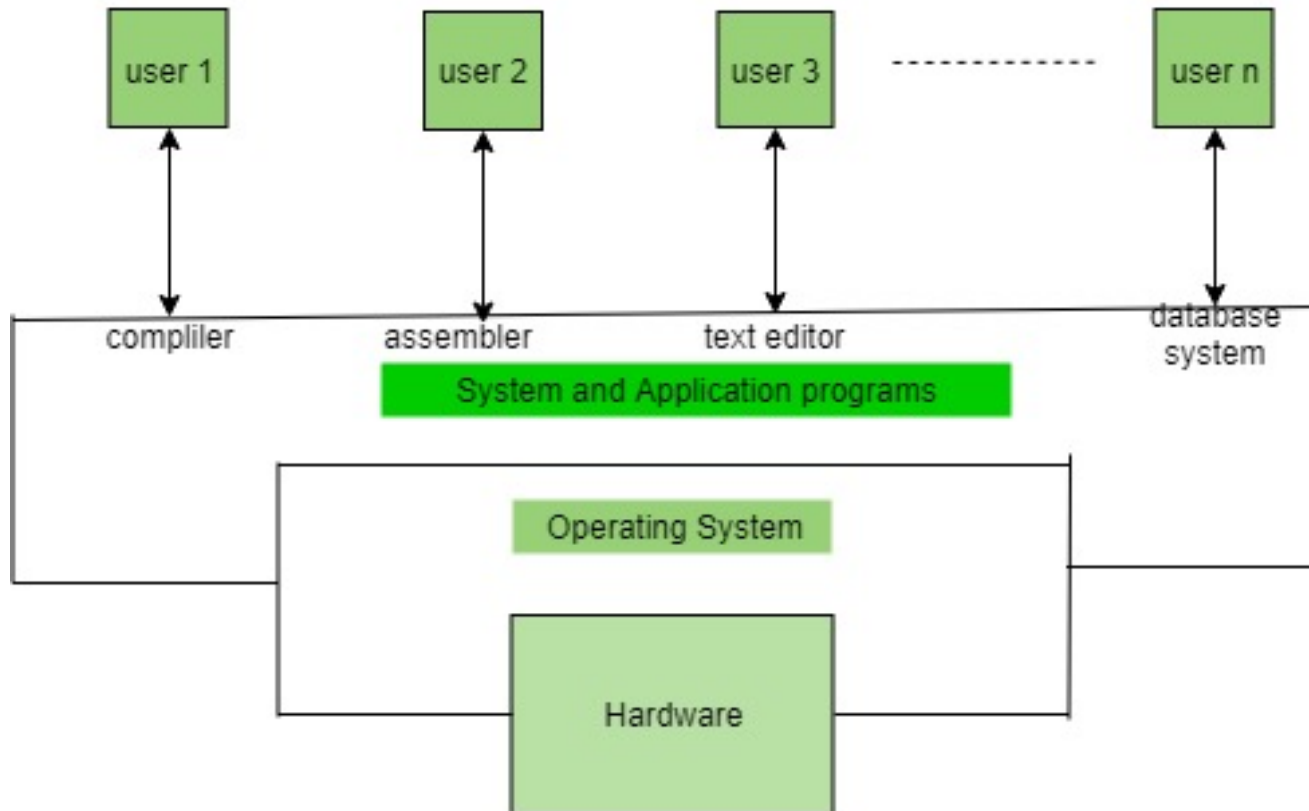 user 1
user 2
user 3
user n
compliler
assembler
text editor
database
system
System and Application programs
Operating System
Hardware